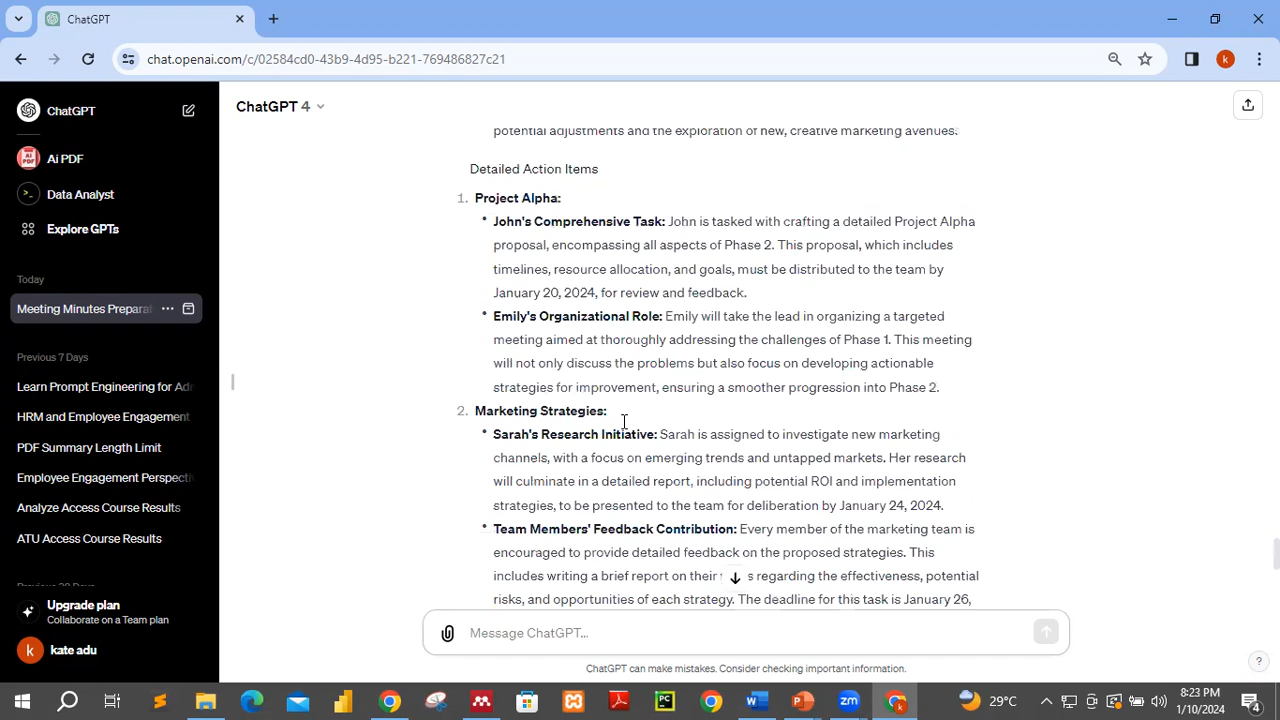 ChatGPT
chat.openai.com/c/02584cd0-43b9-4d95-b221-769486827c21
k
ChatGPT
Ai PDF
Data Analyst
Explore GPTs
Today
Meeting Minutes Preparat
Previous 7 Days
Learn Prompt Engineering for Adr
HRM and Employee Engagement
PDF Summary Length Limit
Employee Engagement Perspecti
Analyze Access Course Results
ATU Access Course Results
Upgrade plan
Collaborate on a Team plan
k
kate adu
ChatGPT 4
potential adjustments and the exploration of new, creative marketing avenues.
Detailed Action Items
1. Project Alpha:
• John's Comprehensive Task: John is tasked with crafting a detailed Project Alpha
proposal, encompassing all aspects of Phase 2. This proposal, which includes
timelines, resource allocation, and goals, must be distributed to the team by
January 20, 2024, for review and feedback.
• Emily's Organizational Role: Emily will take the lead in organizing a targeted
meeting aimed at thoroughly addressing the challenges of Phase 1. This meeting
will not only discuss the problems but also focus on developing actionable
strategies for improvement, ensuring a smoother progression into Phase 2.
2. Marketing Strategies:
• Sarah's Research Initiative: Sarah is assigned to investigate new marketing
channels, with a focus on emerging trends and untapped markets. Her research
will culminate in a detailed report, including potential ROI and implementation
strategies, to be presented to the team for deliberation by January 24, 2024.
• Team Members' Feedback Contribution: Every member of the marketing team is
encouraged to provide detailed feedback on the proposed strategies. This
includes writing a brief report on their s regarding the effectiveness, potential
risks, and opportunities of each strategy. The deadline for this task is January 26,
Message ChatGPT...
ChatGPT can make mistakes. Consider checking important information.
?
29°C
8:23 PM
1/10/2024
4